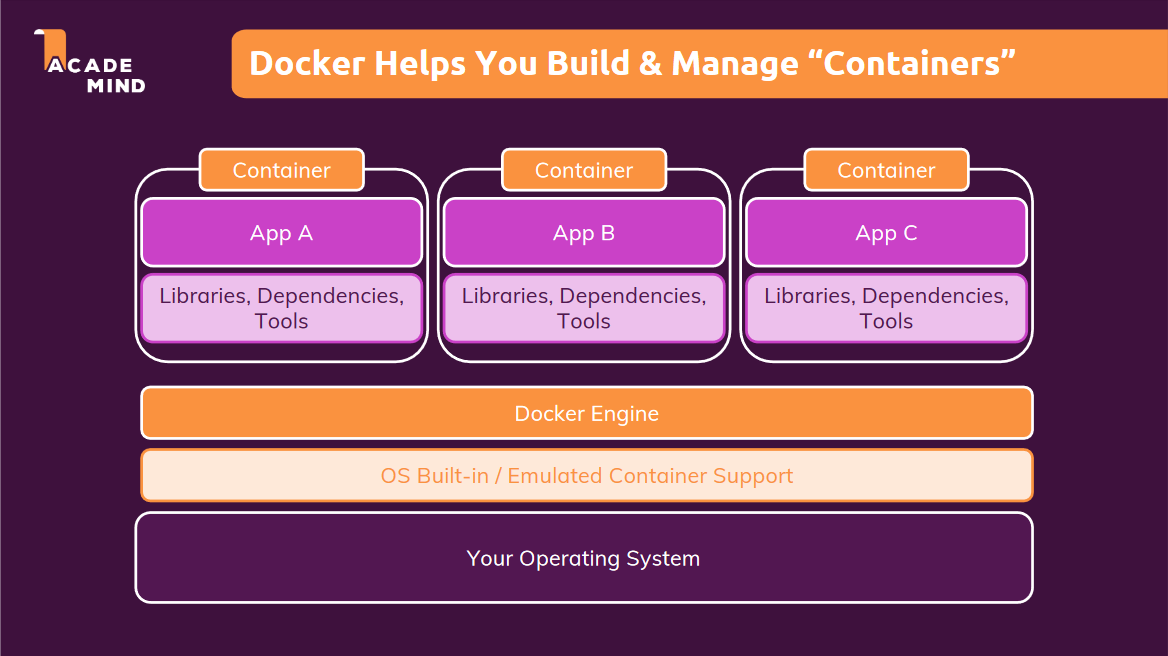 ACADE
MIND
Docker Helps You Build & Manage “Containers”
Container
Container
Container
App A
App B
App C
Libraries, Dependencies,
Tools
Libraries, Dependencies,
Tools
Libraries, Dependencies,
Tools
Docker Engine
OS Built-in / Emulated Container Support
Your Operating System